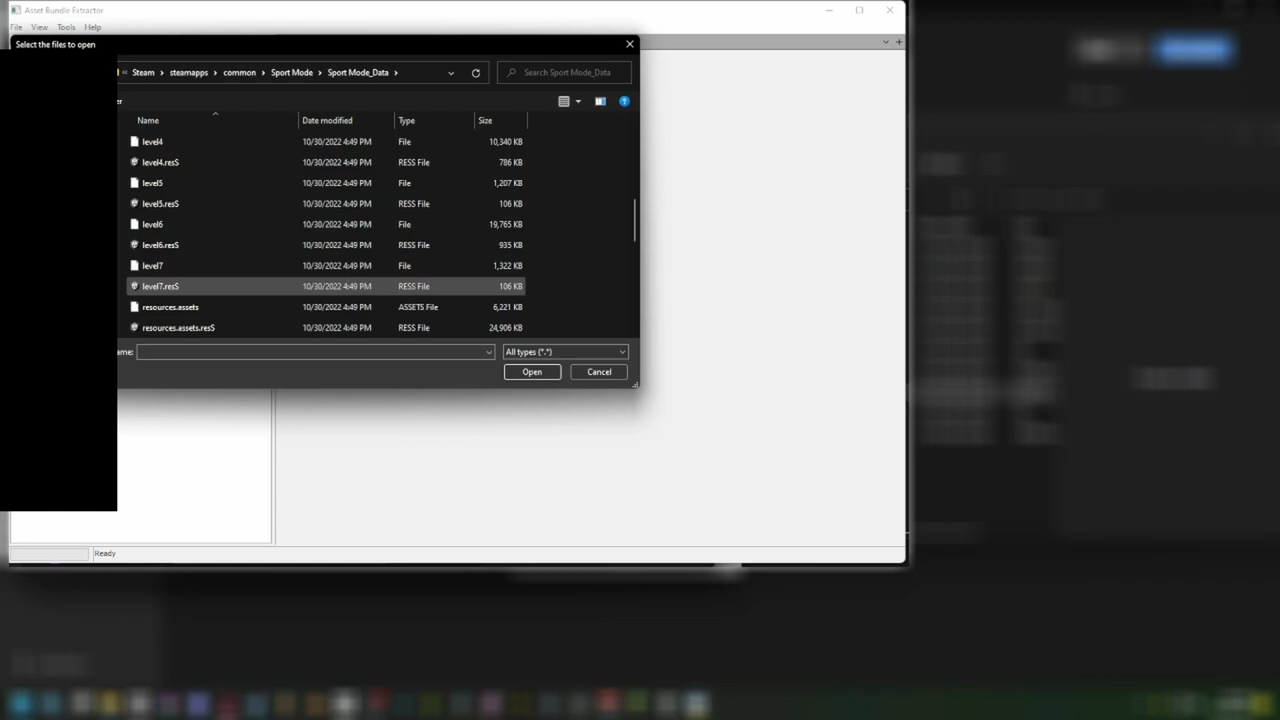 Asset Bundle Extractor
File View Tools Help
Select the files to open
Steam › steamapps › common › Sport Mode › Sport Mode_Data ›
Search Sport Mode_Data
er
Name Date modified Type Size
level4 10/30/2022 4:49 PM File 10,340 KB
level4.resS 10/30/2022 4:49 PM RESS File 786 KB
level5 10/30/2022 4:49 PM File 1,207 KB
level5.resS 10/30/2022 4:49 PM RESS File 106 KB
level6 10/30/2022 4:49 PM File 19,765 KB
level6.resS 10/30/2022 4:49 PM RESS File 935 KB
level7 10/30/2022 4:49 PM File 1,322 KB
level7.resS 10/30/2022 4:49 PM RESS File 106 KB
resources.assets 10/30/2022 4:49 PM ASSETS File 6,221 KB
resources.assets.resS 10/30/2022 4:49 PM RESS File 24,906 KB
ame:
All types (*.*)
Open Cancel
Ready